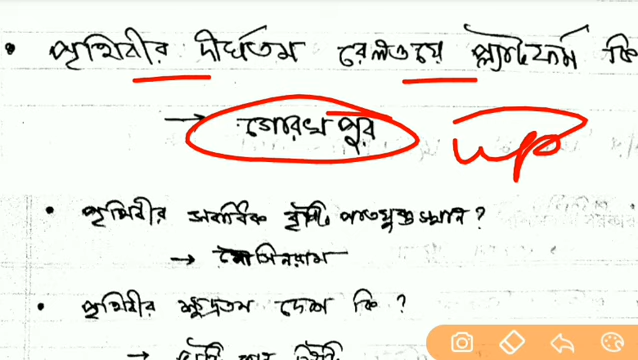 • পৃথিবীর দীর্ঘতম রেলওয়ে প্ল্যাটফর্ম কি
→ গোরখপুর UP
• পৃথিবীর সর্বাধিক বৃষ্টি পাতযুক্ত স্থান?
→ মৌসিনরাম
• পৃথিবীর ক্ষুদ্রতম দেশ কি?
→